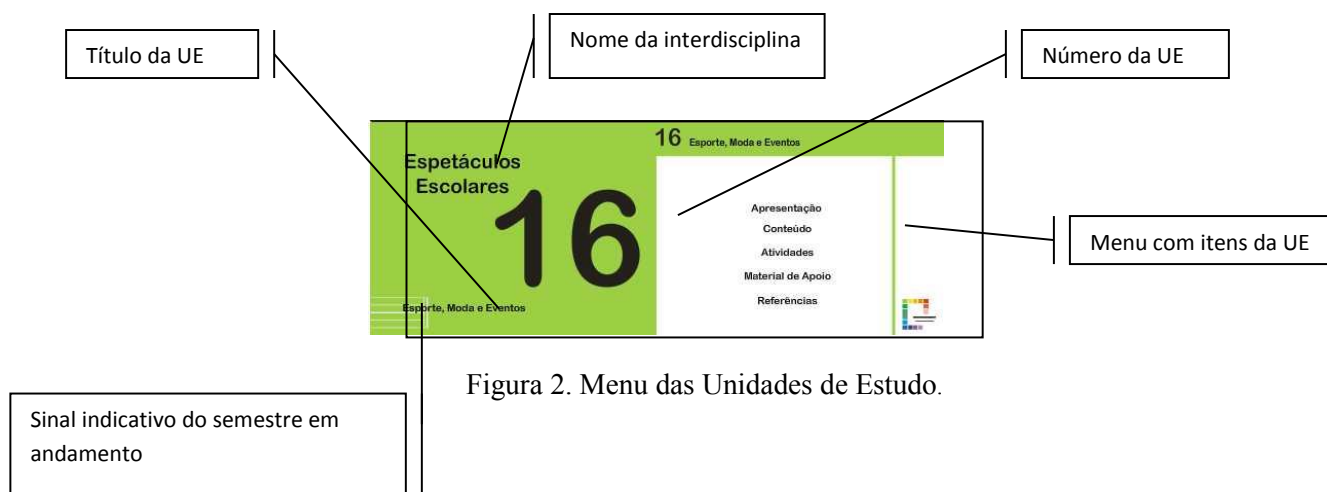 Título da UE
Nome da interdisciplina
Número da UE
Espetáculos
Escolares
16
Esporte, Moda e Eventos
16 Esporte, Moda e Eventos
Apresentação
Conteúdo
Atividades
Material de Apoio
Referências
Menu com itens da UE
Figura 2. Menu das Unidades de Estudo.
Sinal indicativo do semestre em
andamento